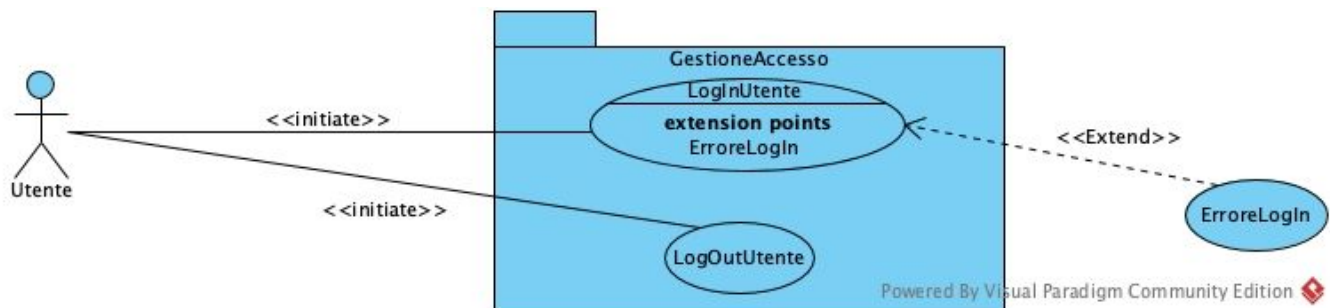 GestioneAccesso
LogInUtente
extension points
ErroreLogIn
<<initiate>>
<<Extend>>
Utente
<<initiate>>
ErroreLogIn
LogOutUtente
Powered By Visual Paradigm Community Edition